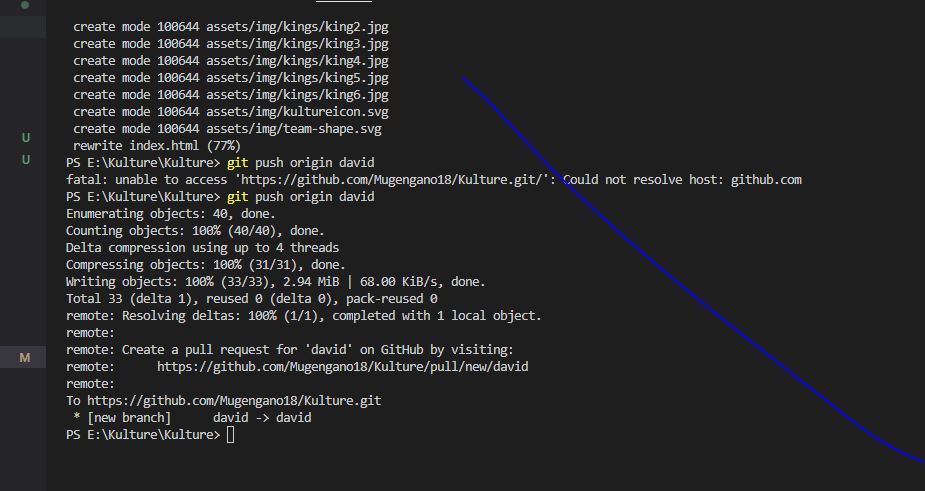 create mode 100644 assets/img/kings/king2.jpg
create mode 100644 assets/img/kings/king3.jpg
create mode 100644 assets/img/kings/king4.jpg
create mode 100644 assets/img/kings/king5.jpg
create mode 100644 assets/img/kings/king6.jpg
create mode 100644 assets/img/kultureicon.svg
create mode 100644 assets/img/team-shape.svg
rewrite index.html (77%)
U
U
PS E:\Kulture\Kulture> git push origin david
fatal: unable to access 'https://github.com/Mugengano18/Kulture.git/': Could not resolve host: github.com
PS E:\Kulture\Kulture> git push origin david
Enumerating objects: 40, done.
Counting objects: 100% (40/40), done.
Delta compression using up to 4 threads
Compressing objects: 100% (31/31), done.
Writing objects: 100% (33/33), 2.94 MiB | 68.00 KiB/s, done.
Total 33 (delta 1), reused 0 (delta 0), pack-reused 0
remote: Resolving deltas: 100% (1/1), completed with 1 local object.
remote:
remote: Create a pull request for 'david' on GitHub by visiting:
M
remote:      https://github.com/Mugengano18/Kulture/pull/new/david
remote:
To https://github.com/Mugengano18/Kulture.git
 * [new branch]      david -> david
PS E:\Kulture\Kulture>